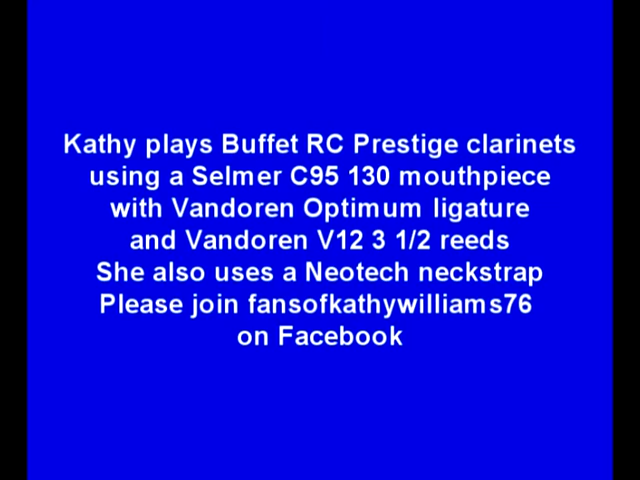 Kathy plays Buffet RC Prestige clarinets
using a Selmer C95 130 mouthpiece
with Vandoren Optimum ligature
and Vandoren V12 3 1/2 reeds
She also uses a Neotech neckstrap
Please join fansofkathywilliams76
on Facebook